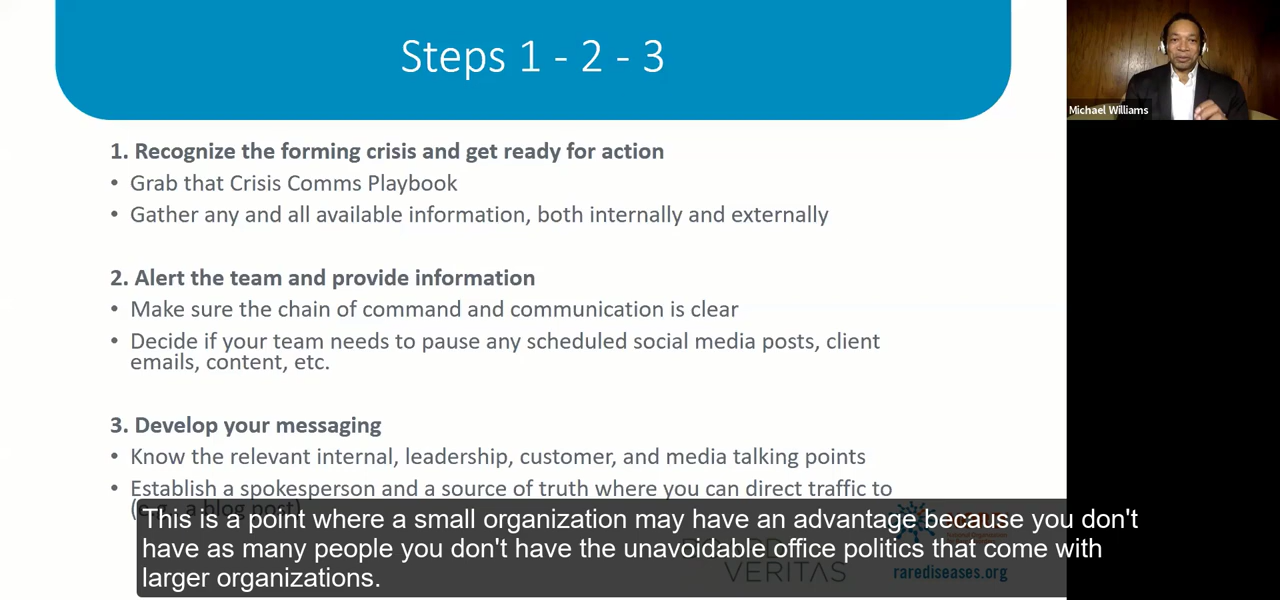 Steps 1 - 2 - 3
Michael Williams
1. Recognize the forming crisis and get ready for action
• Grab that Crisis Comms Playbook
• Gather any and all available information, both internally and externally
2. Alert the team and provide information
• Make sure the chain of command and communication is clear
• Decide if your team needs to pause any scheduled social media posts, client
emails, content, etc.
3. Develop your messaging
• Know the relevant internal, leadership, customer, and media talking points
• Establish a spokesperson and a source of truth where you can direct traffic to
(e.g., a blog post)
This is a point where a small organization may have an advantage because you don't
have as many people you don't have the unavoidable office politics that come with
larger organizations.
VERITAS
rarediseases.org